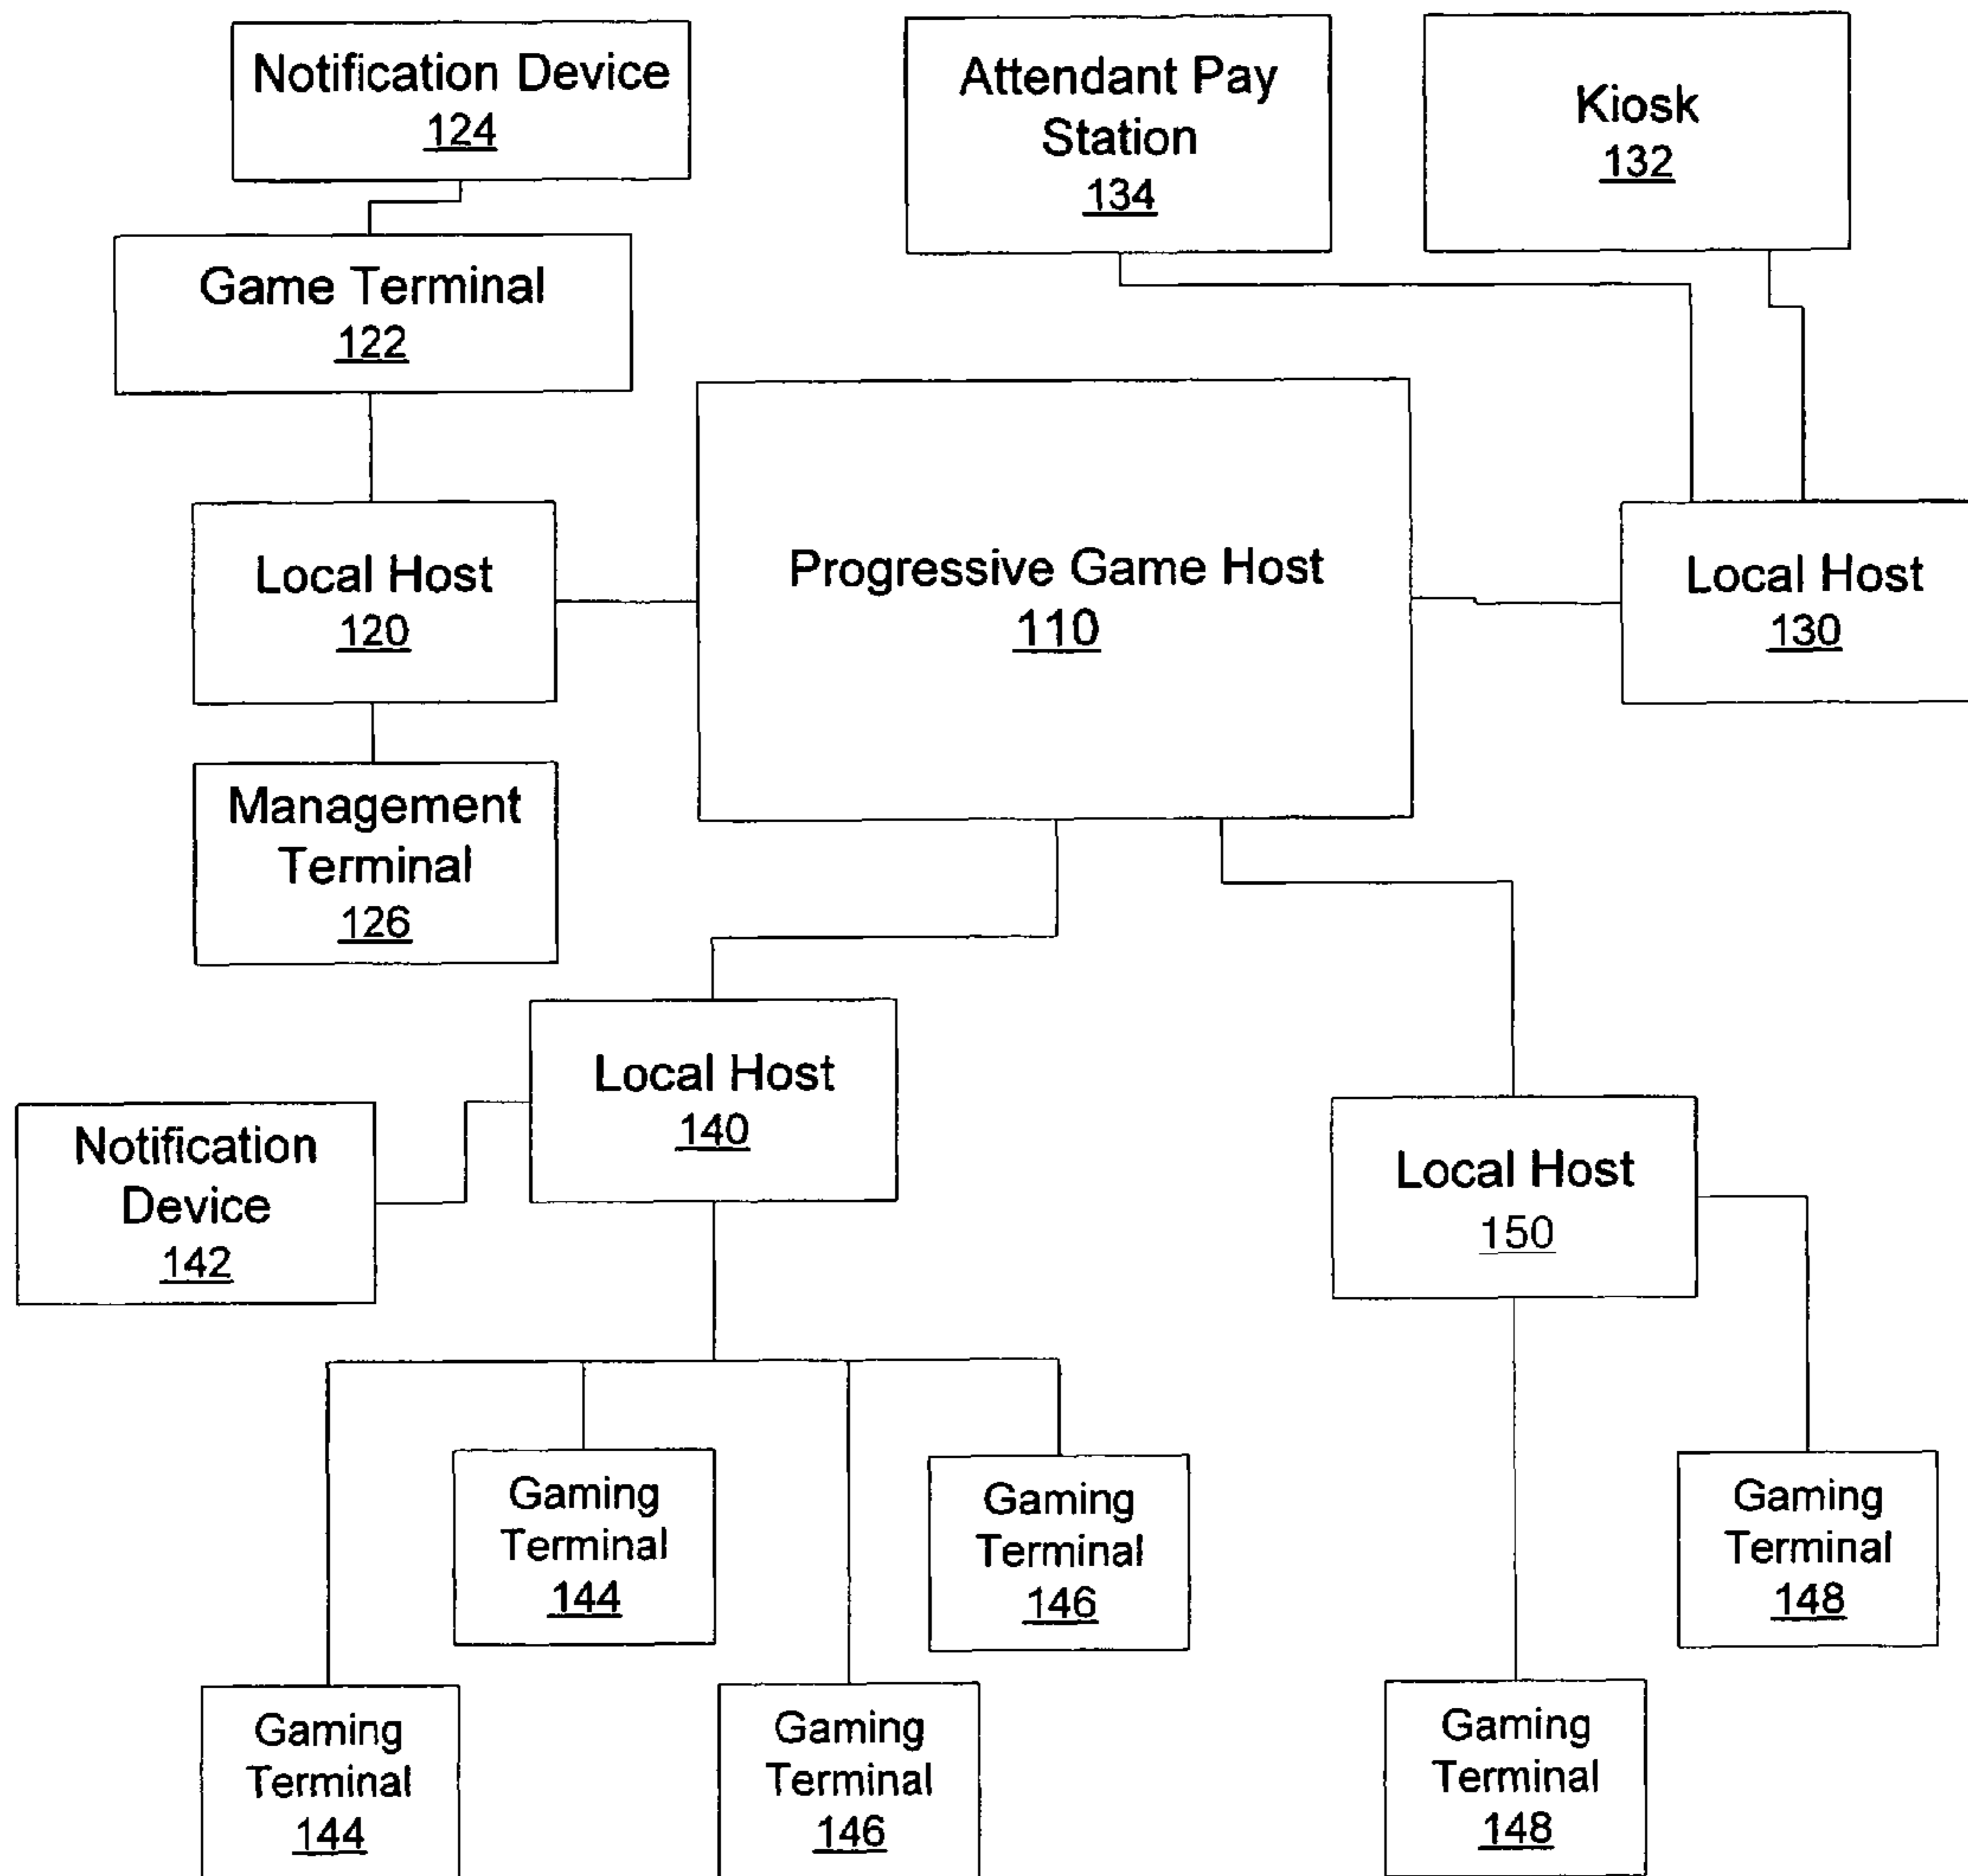 Notification Device
124
Attendant Pay
Station
134
Kiosk
132
Game Terminal
122
Local Host
120
Progressive Game Host
110
Local Host
130
Management
Terminal
126
Local Host
140
Notification
Device
142
Local Host
150
Gaming
Terminal
144
Gaming
Terminal
146
Gaming
Terminal
148
Gaming
Terminal
144
Gaming
Terminal
146
Gaming
Terminal
148